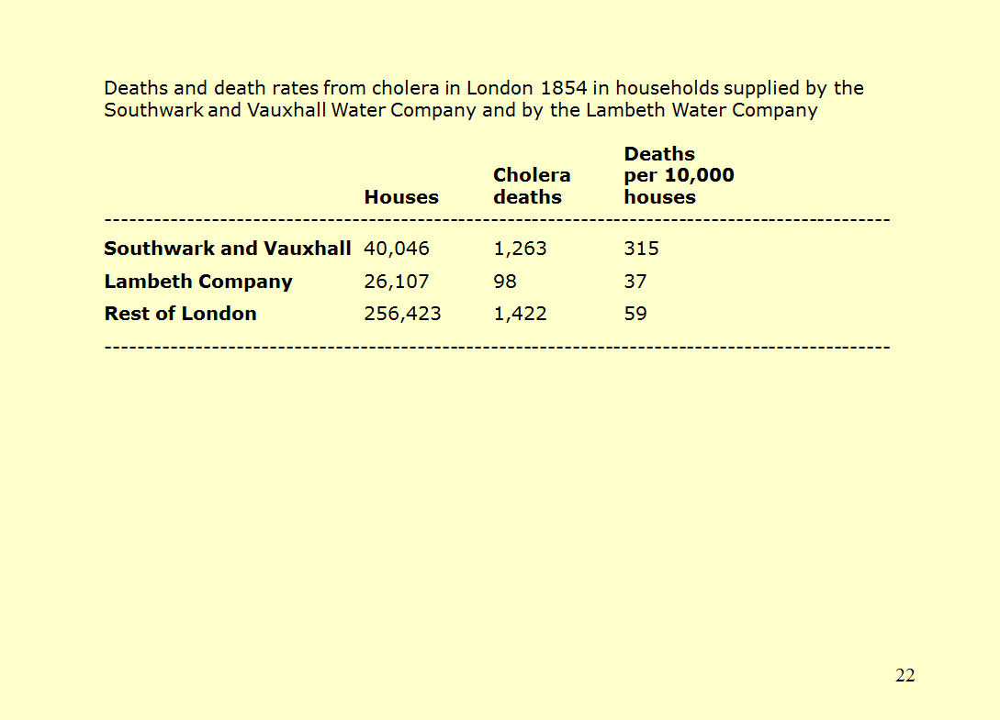 Deaths and death rates from cholera in London 1854 in households supplied by the
Southwark and Vauxhall Water Company and by the Lambeth Water Company
Deaths
Cholera per 10,000
Houses deaths houses
-----------------------------------------------------------------------------------------------
Southwark and Vauxhall 40,046 1,263 315
Lambeth Company 26,107 98 37
Rest of London 256,423 1,422 59
-----------------------------------------------------------------------------------------------
22